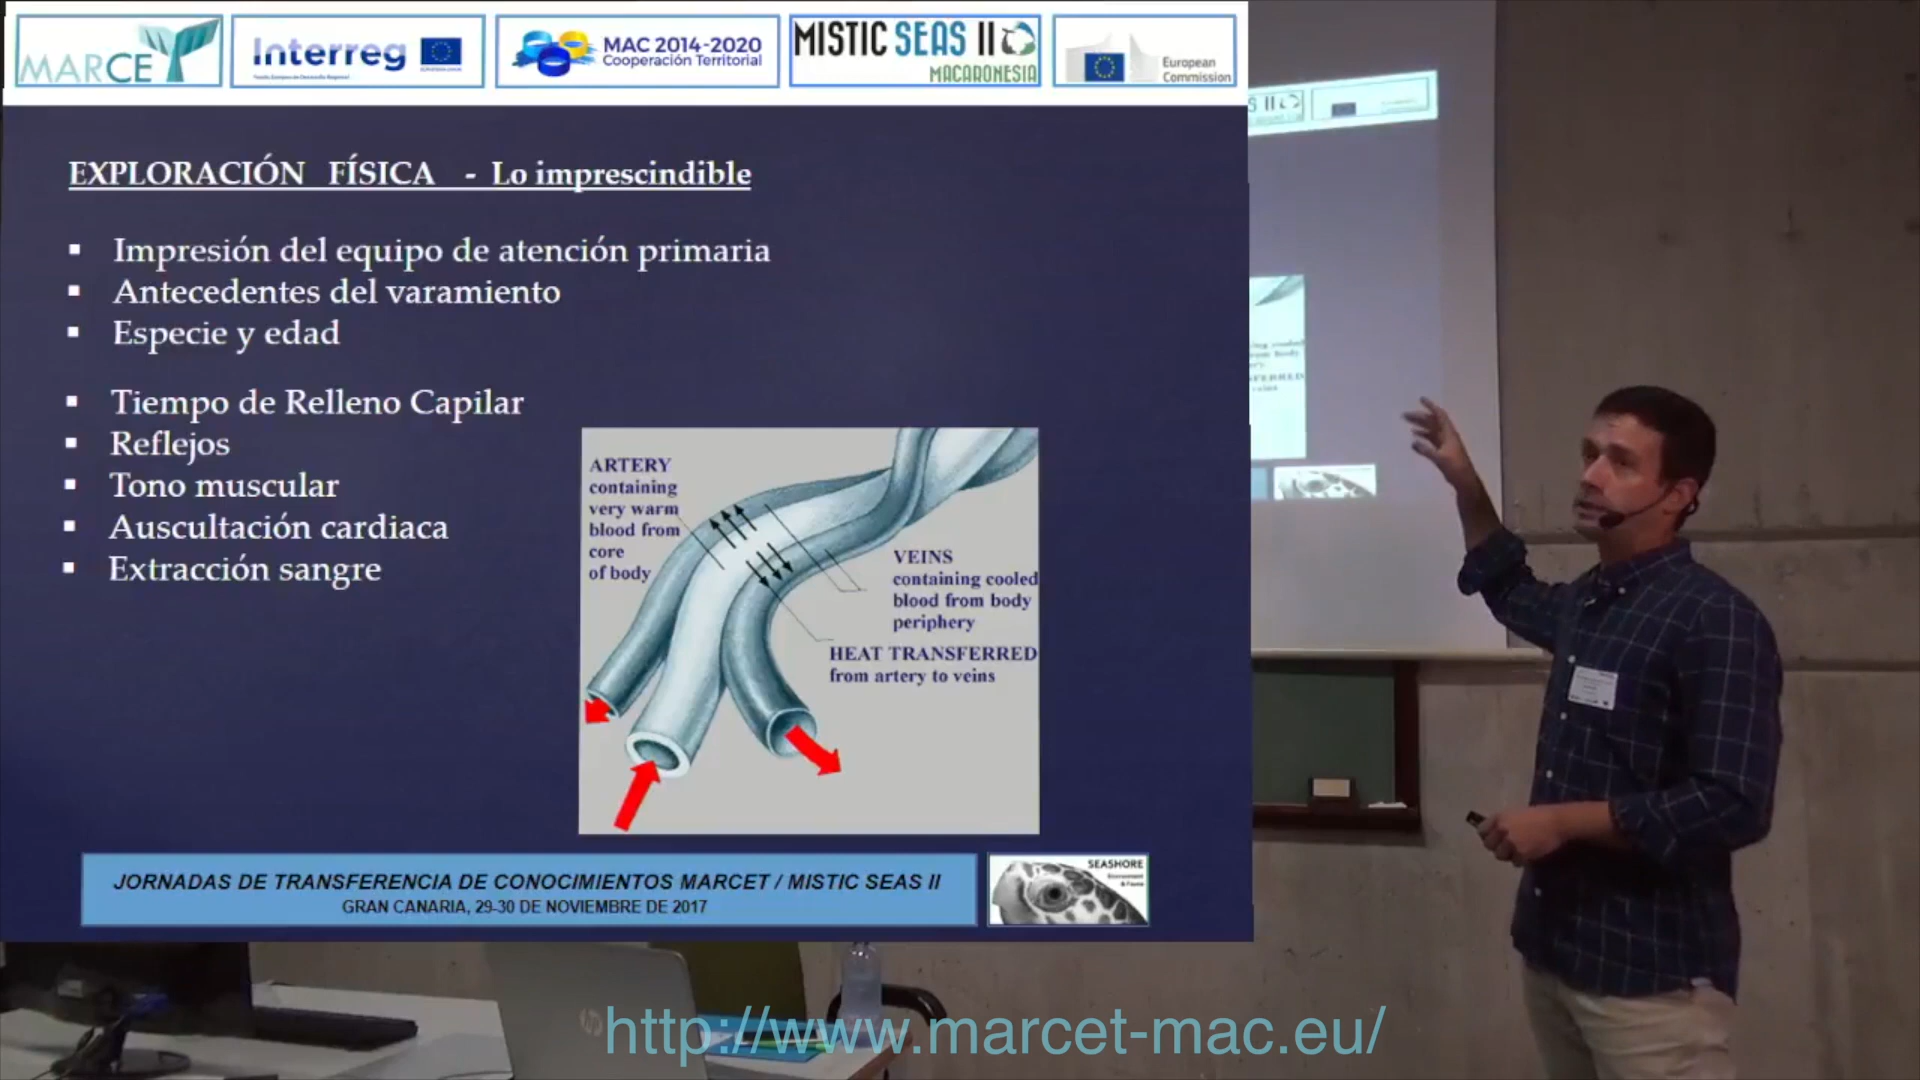 MARCET
Interreg
MAC 2014-2020
Cooperación Territorial
MISTIC SEAS II
MACARONESIA
European
Commission
EXPLORACIÓN FÍSICA - Lo imprescindible
▪ Impresión del equipo de atención primaria
▪ Antecedentes del varamiento
▪ Especie y edad
▪ Tiempo de Relleno Capilar
▪ Reflejos
▪ Tono muscular
▪ Auscultación cardiaca
▪ Extracción sangre
ARTERY
containing
very warm
blood from
core
of body
VEINS
containing cooled
blood from body
periphery
HEAT TRANSFERRED
from artery to veins
JORNADAS DE TRANSFERENCIA DE CONOCIMIENTOS MARCET / MISTIC SEAS II
GRAN CANARIA, 29-30 DE NOVIEMBRE DE 2017
SEASHORE
Environment
& Fauna
http://www.marcet-mac.eu/